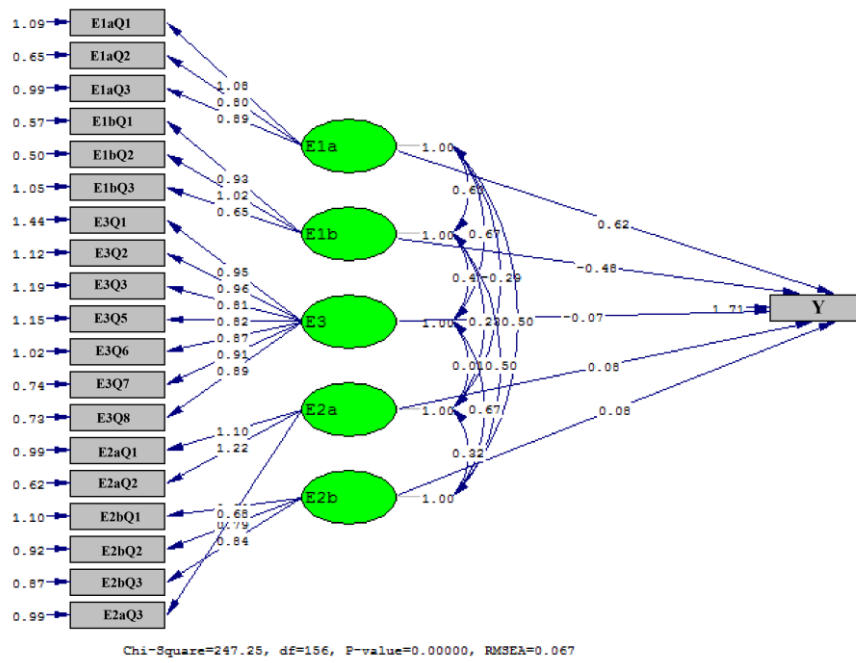 1.09 E1aQ1
0.65 E1aQ2
0.99 E1aQ3
0.57 E1bQ1
0.50 E1bQ2
1.05 E1bQ3
1.44 E3Q1
1.12 E3Q2
1.19 E3Q3
1.15 E3Q5
1.02 E3Q6
0.74 E3Q7
0.73 E3Q8
0.99 E2aQ1
0.62 E2aQ2
1.10 E2bQ1
0.92 E2bQ2
0.87 E2bQ3
0.99 E2aQ3
1.08
0.80
0.89
0.93
1.02
0.65
0.95
0.96
0.81
0.82
0.87
0.91
0.89
1.10
1.22
0.68
0.79
0.84
E1a 1.00
E1b 1.00
E3 1.00
E2a 1.00
E2b 1.00
0.67
-0.29
0.50
0.50
0.67
0.32
0.62
-0.48
-0.07
0.08
0.08
1.71 Y
Chi-Square=247.25, df=156, P-value=0.00000, RMSEA=0.067